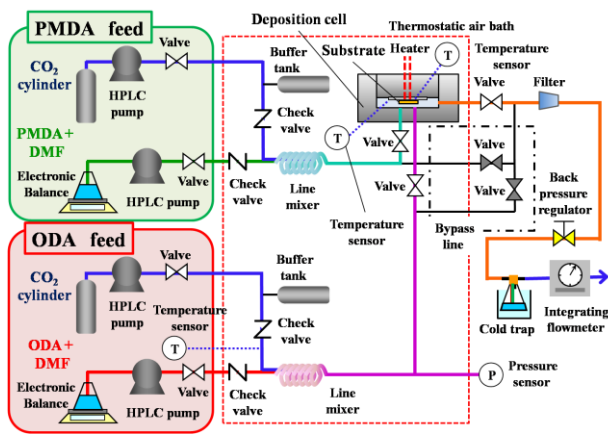 PMDA feed
CO2
cylinder
Valve
HPLC
pump
PMDA+
DMF
Electronic
Balance
HPLC pump
Valve
Buffer
tank
Check
valve
Check
valve
Line
mixer
Deposition cell
Thermostatic air bath
Substrate
Heater
T
T
Valve
Valve
Temperature
sensor
Temperature
sensor
Valve
Filter
Valve
Valve
Bypass
line
Back
pressure
regulator
Cold trap
Integrating
flowmeter
ODA feed
CO2
cylinder
Valve
HPLC
pump
Temperature
sensor
T
ODA+
DMF
Electronic
Balance
HPLC pump
Valve
Buffer
tank
Check
valve
Check
valve
Line
mixer
P
Pressure
sensor